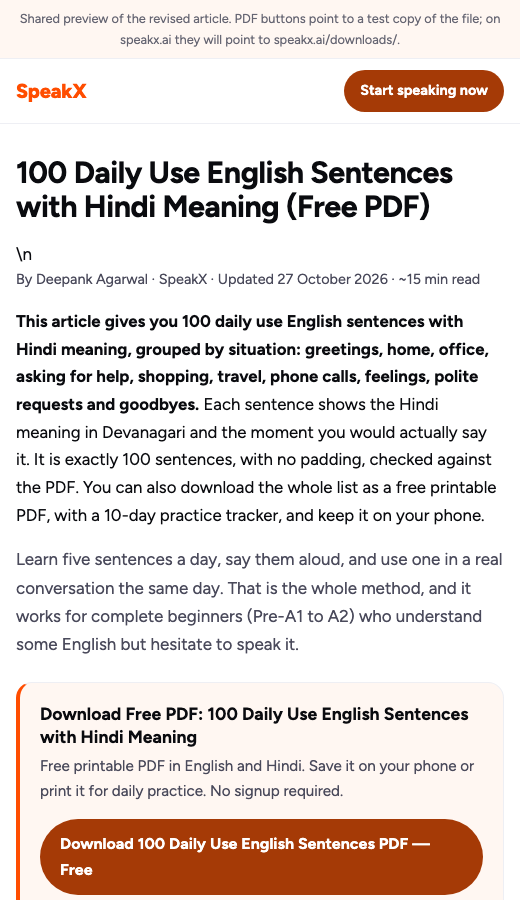 Shared preview of the revised article. PDF buttons point to a test copy of the file; on
speakx.ai they will point to speakx.ai/downloads/.
SpeakX
Start speaking now
100 Daily Use English Sentences
with Hindi Meaning (Free PDF)
\n
By Deepank Agarwal · SpeakX · Updated 27 October 2026 · ~15 min read
This article gives you 100 daily use English sentences with
Hindi meaning, grouped by situation: greetings, home, office,
asking for help, shopping, travel, phone calls, feelings, polite
requests and goodbyes. Each sentence shows the Hindi
meaning in Devanagari and the moment you would actually say
it. It is exactly 100 sentences, with no padding, checked against
the PDF. You can also download the whole list as a free printable
PDF, with a 10-day practice tracker, and keep it on your phone.
Learn five sentences a day, say them aloud, and use one in a real
conversation the same day. That is the whole method, and it
works for complete beginners (Pre-A1 to A2) who understand
some English but hesitate to speak it.
Download Free PDF: 100 Daily Use English Sentences
with Hindi Meaning
Free printable PDF in English and Hindi. Save it on your phone or
print it for daily practice. No signup required.
Download 100 Daily Use English Sentences PDF —
Free